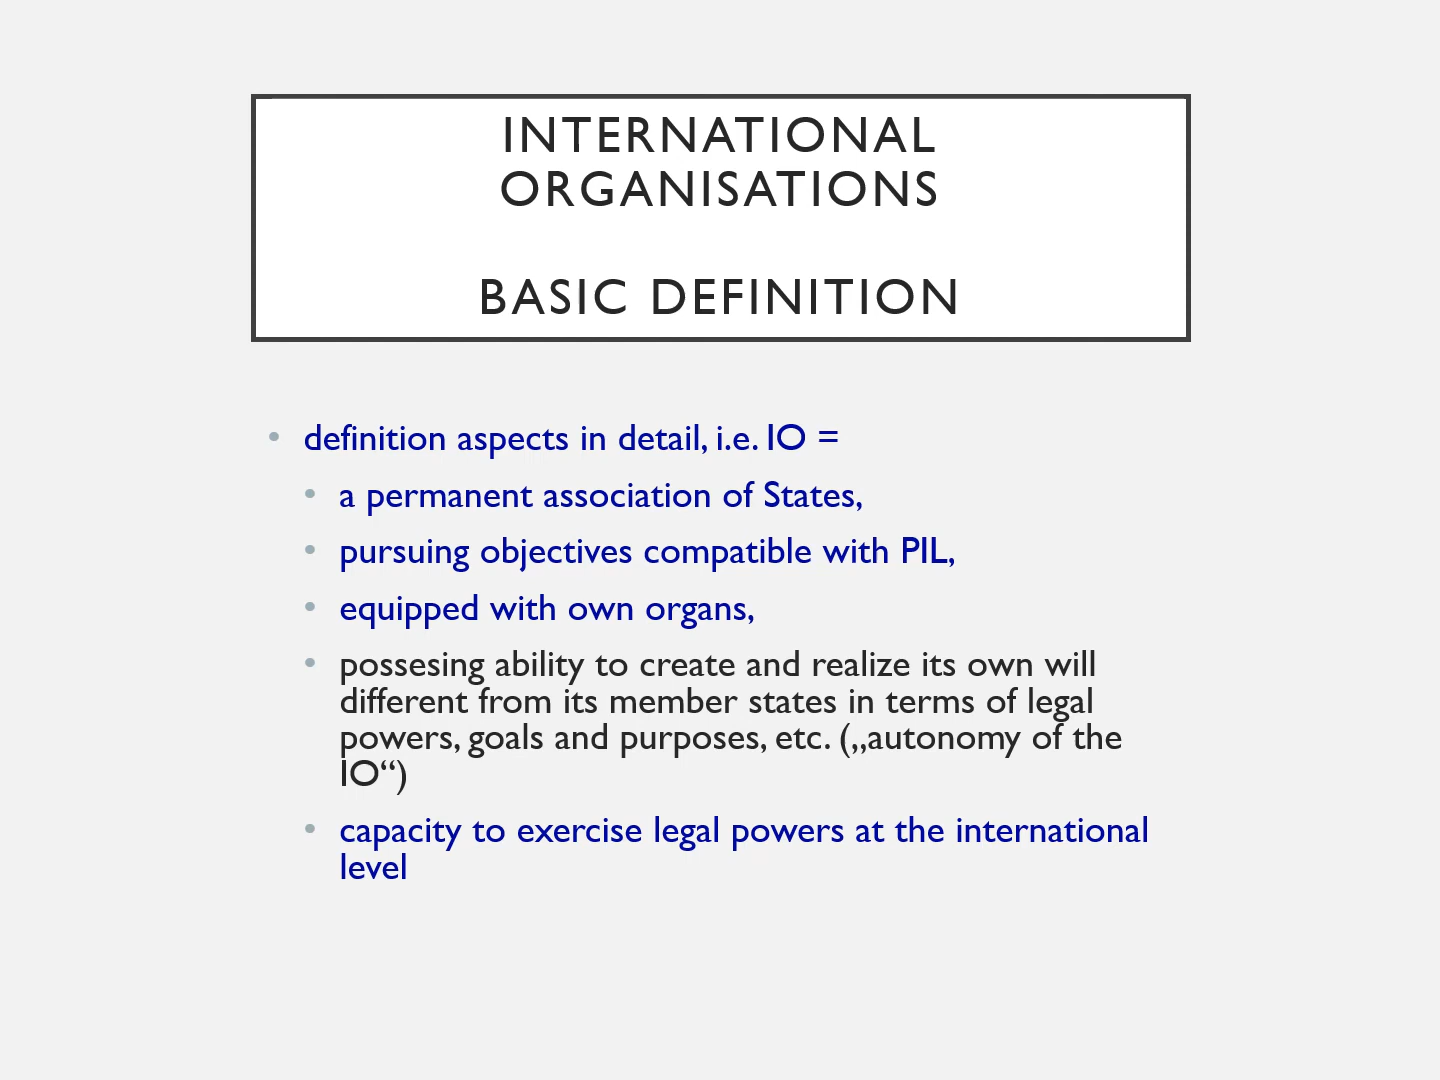 INTERNATIONAL
ORGANISATIONS
BASIC DEFINITION
• definition aspects in detail, i.e. IO =
• a permanent association of States,
• pursuing objectives compatible with PIL,
• equipped with own organs,
• possesing ability to create and realize its own will
different from its member states in terms of legal
powers, goals and purposes, etc. („autonomy of the
IO“)
• capacity to exercise legal powers at the international
level